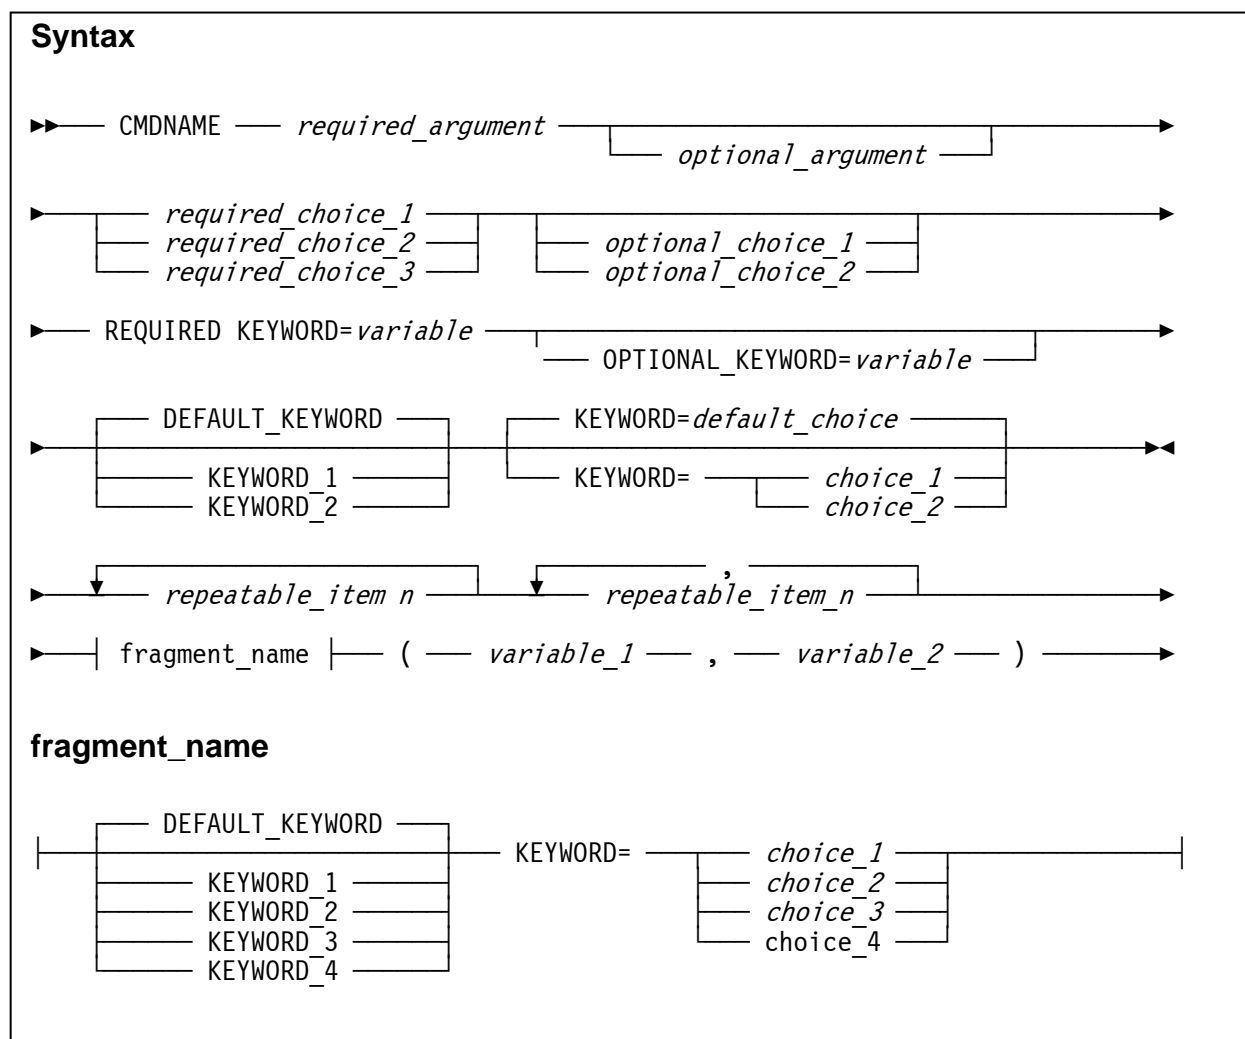 Syntax
CMDNAME required_argument
optional_argument
required_choice_1
required_choice_2 optional_choice_1
required_choice_3 optional_choice_2
REQUIRED KEYWORD=variable
OPTIONAL_KEYWORD=variable
DEFAULT_KEYWORD KEYWORD=default_choice
KEYWORD_1 KEYWORD= choice_1
KEYWORD_2 choice_2
,
repeatable_item n repeatable_item_n
fragment_name ( variable_1 , variable_2 )
fragment_name
DEFAULT_KEYWORD
KEYWORD= choice_1
KEYWORD_1 choice_2
KEYWORD_2 choice_3
KEYWORD_3 choice_4
KEYWORD_4